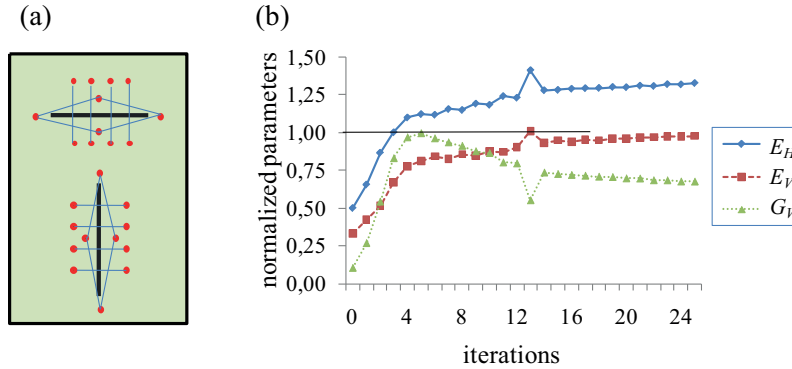 (a)
(b)
normalized parameters
1,50
1,25
1,00
0,75
0,50
0,25
0,00
0 4 8 12 16 20 24
iterations
E_H
E_V
G_V